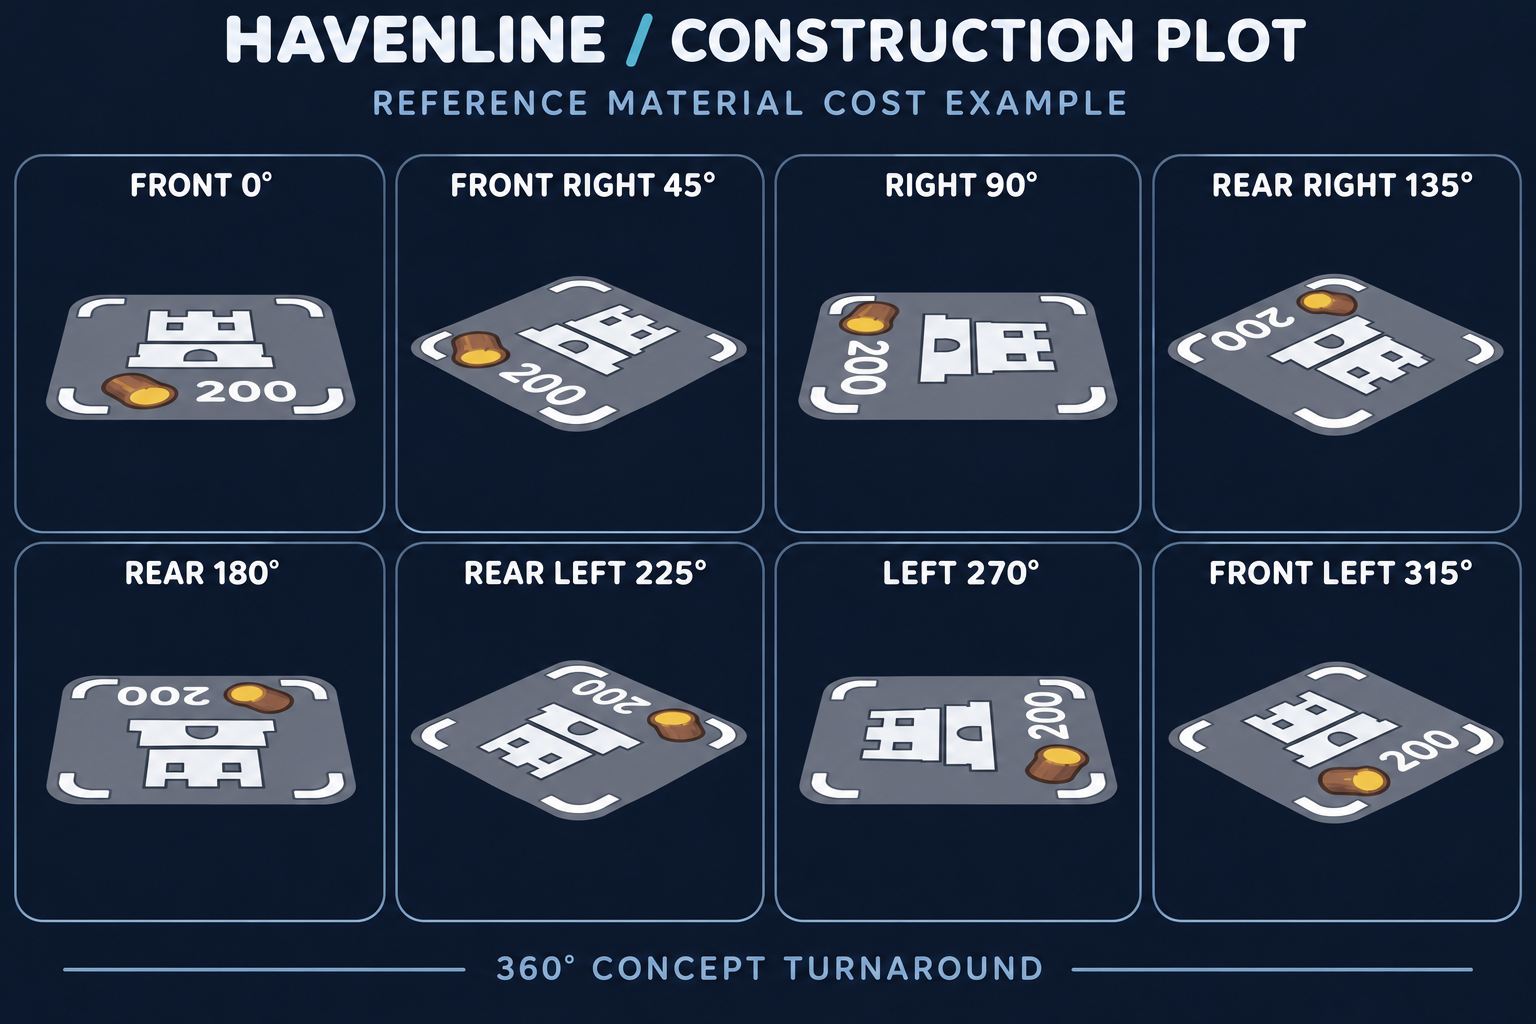 HAVENLINE / CONSTRUCTION PLOT
REFERENCE MATERIAL COST EXAMPLE
FRONT 0°
200
FRONT RIGHT 45°
200
RIGHT 90°
200
REAR RIGHT 135°
200
REAR 180°
200
REAR LEFT 225°
200
LEFT 270°
200
FRONT LEFT 315°
200
360° CONCEPT TURNAROUND